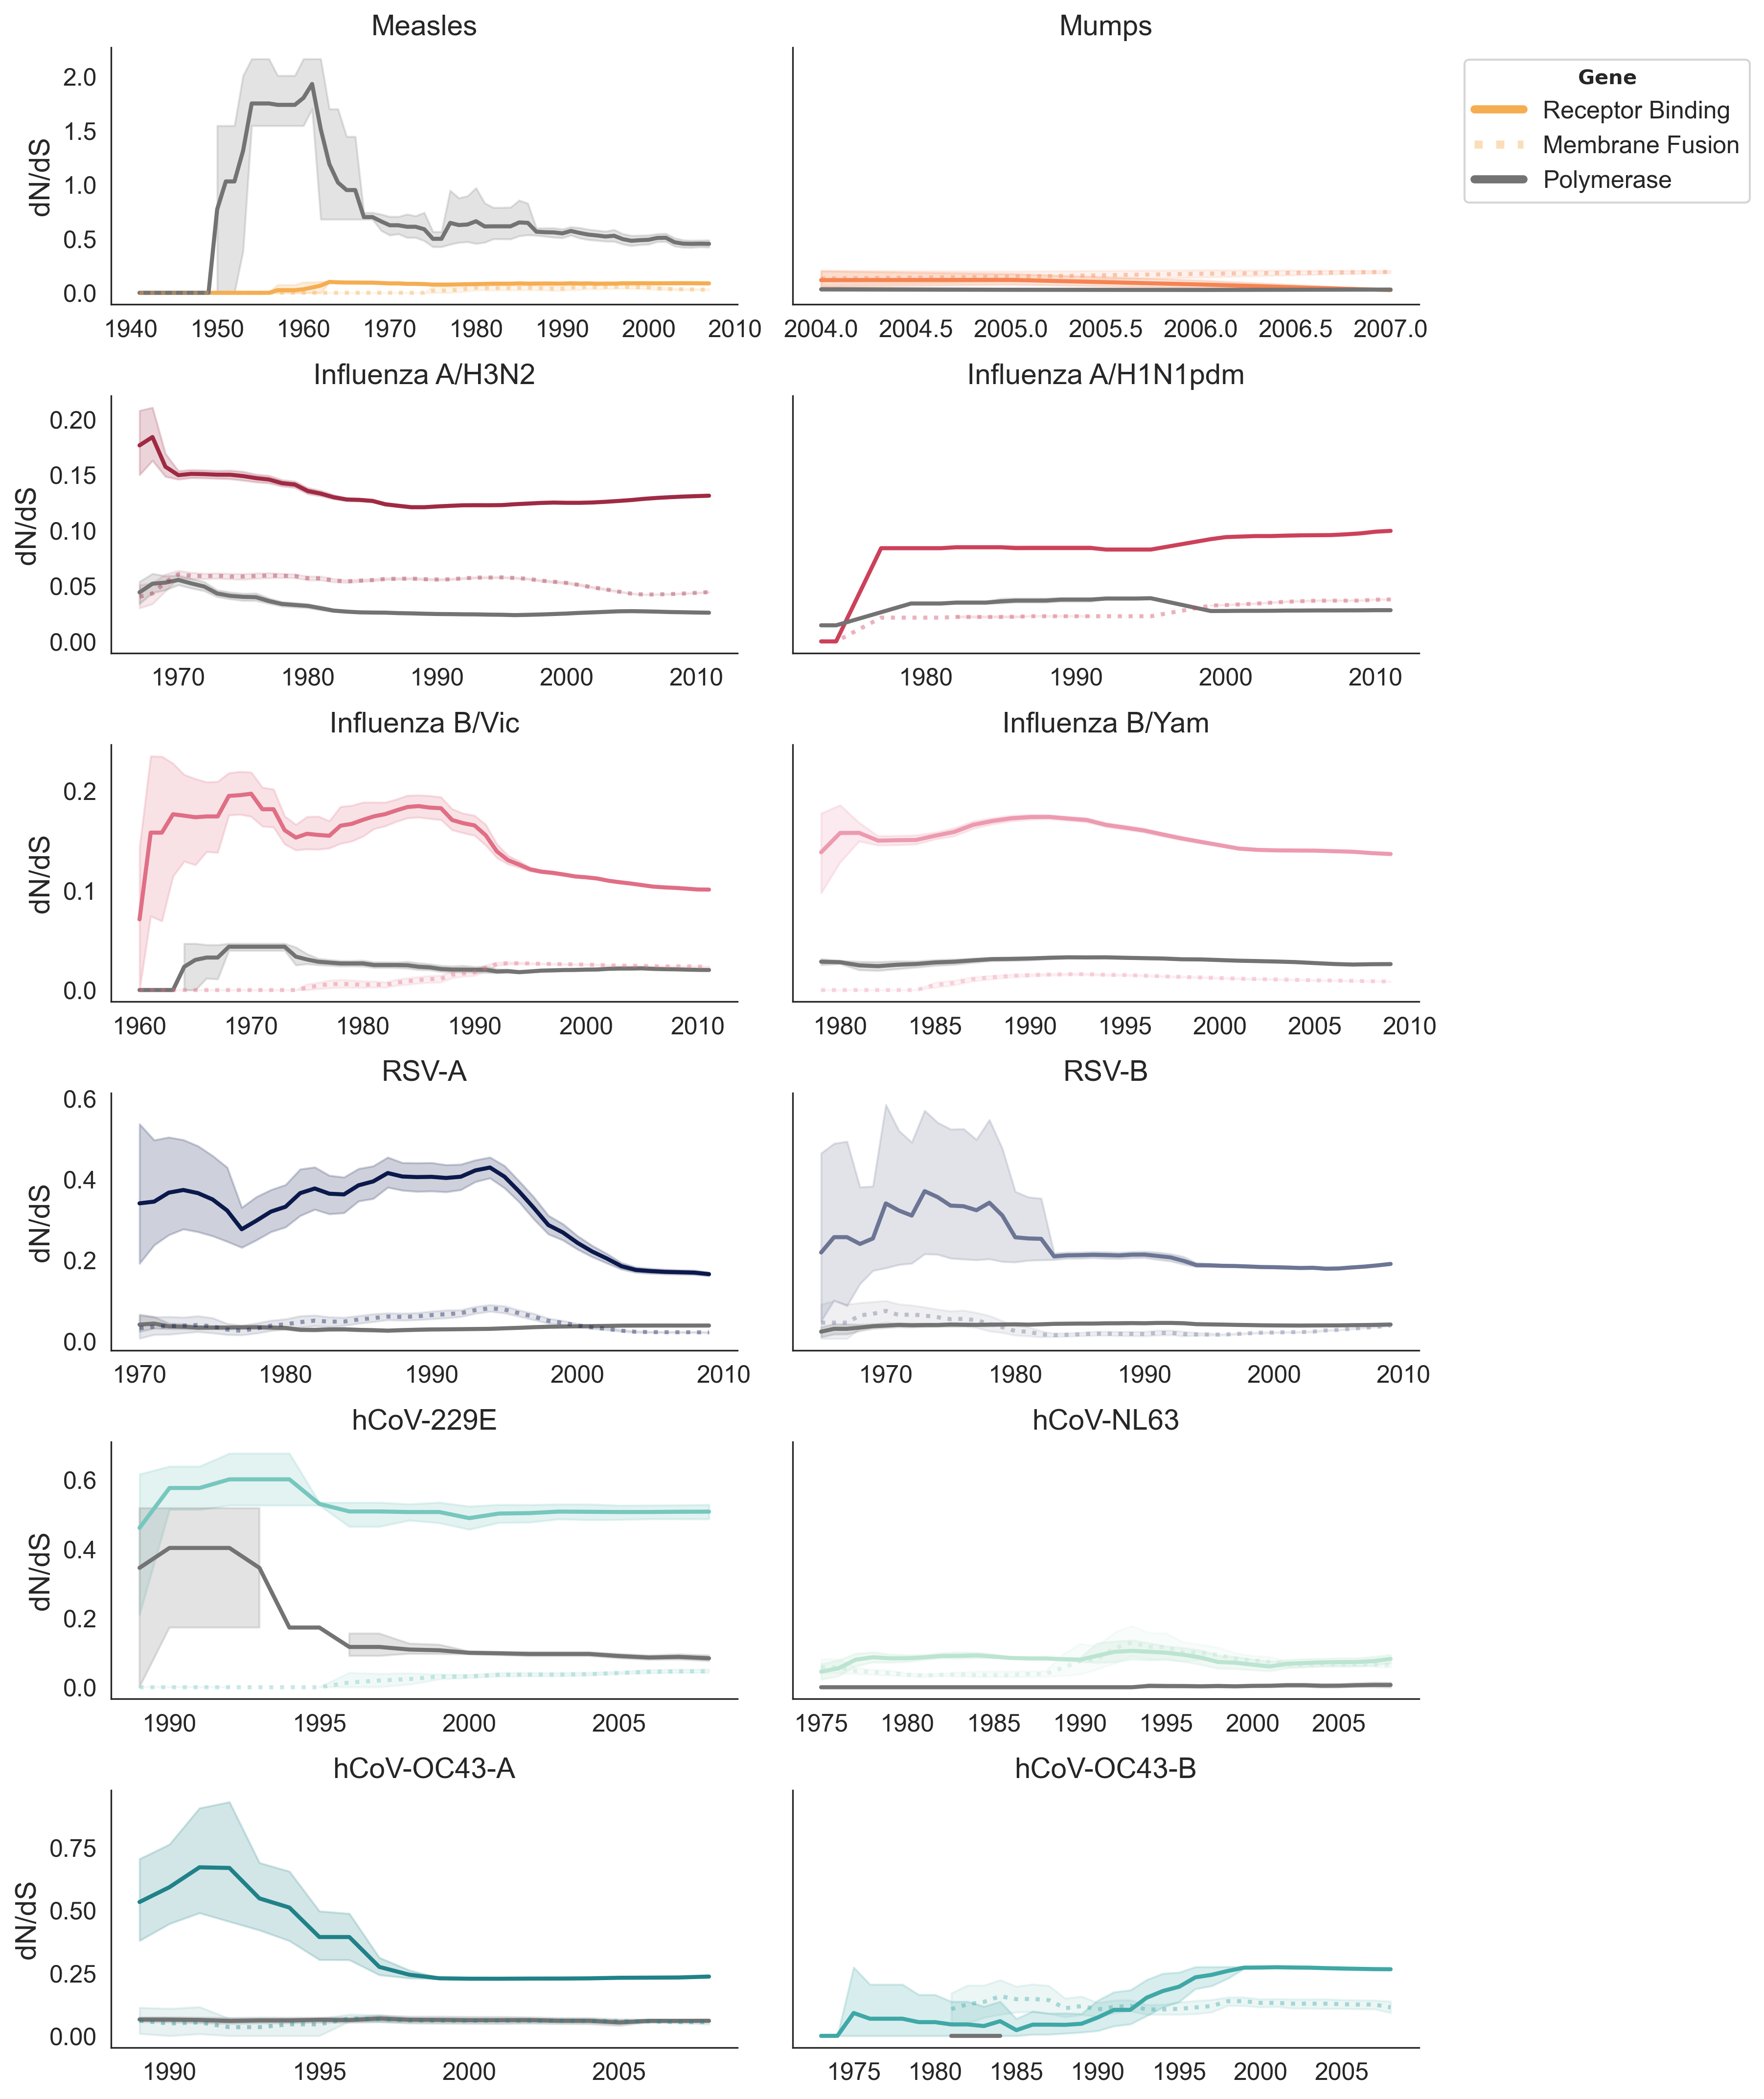 Measles
Mumps
Gene
Receptor Binding
Membrane Fusion
Polymerase
dN/dS
2.0
1.5
1.0
0.5
0.0
1940 1950 1960 1970 1980 1990 2000 2010
2004.0 2004.5 2005.0 2005.5 2006.0 2006.5 2007.0
Influenza A/H3N2
Influenza A/H1N1pdm
dN/dS
0.20
0.15
0.10
0.05
0.00
1970 1980 1990 2000 2010
1980 1990 2000 2010
Influenza B/Vic
Influenza B/Yam
dN/dS
0.2
0.1
0.0
1960 1970 1980 1990 2000 2010
1980 1985 1990 1995 2000 2005 2010
RSV-A
RSV-B
dN/dS
0.6
0.4
0.2
0.0
1970 1980 1990 2000 2010
1970 1980 1990 2000 2010
hCoV-229E
hCoV-NL63
dN/dS
0.6
0.4
0.2
0.0
1990 1995 2000 2005
1975 1980 1985 1990 1995 2000 2005
hCoV-OC43-A
hCoV-OC43-B
dN/dS
0.75
0.50
0.25
0.00
1990 1995 2000 2005
1975 1980 1985 1990 1995 2000 2005